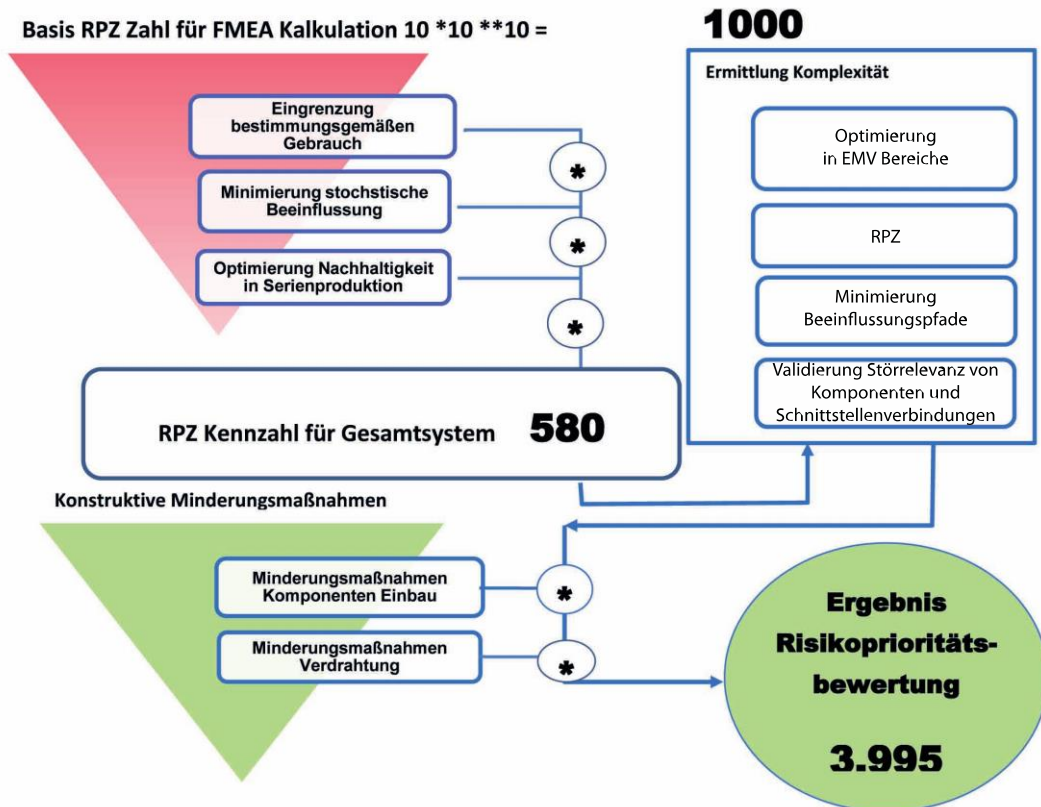 Basis RPZ Zahl für FMEA Kalkulation 10 *10 **10 = 1000
Eingrenzung
bestimmungsgemäßen
Gebrauch
*
Minimierung stochstische
Beeinflussung
*
Optimierung Nachhaltigkeit
in Serienproduktion
*
RPZ Kennzahl für Gesamtsystem 580
Ermittlung Komplexität
Optimierung
in EMV Bereiche
RPZ
Minimierung
Beeinflussungspfade
Validierung Störrelevanz von
Komponenten und
Schnittstellenverbindungen
Konstruktive Minderungsmaßnahmen
Minderungsmaßnahmen
Komponenten Einbau
*
Minderungsmaßnahmen
Verdrahtung
*
Ergebnis
Risikoprioritäts-
bewertung
3.995